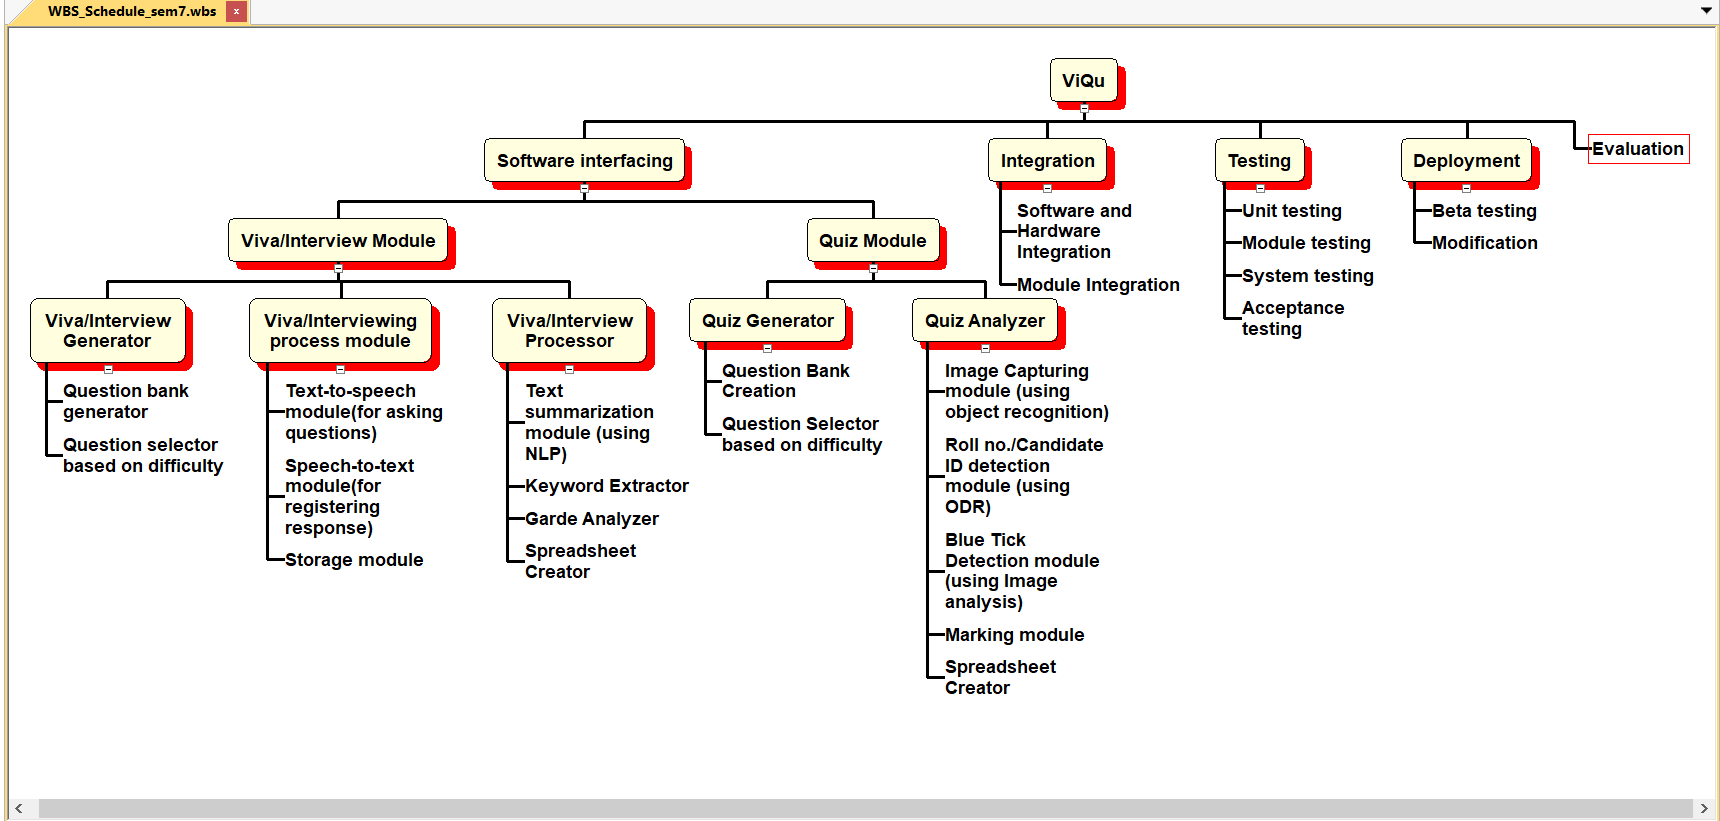 WBS_Schedule_sem7.wbs
ViQu
Software interfacing
Integration
Testing
Deployment
Evaluation
Viva/Interview Module
Quiz Module
Software and
Hardware
Integration
Module Integration
Unit testing
Module testing
System testing
Acceptance
testing
Beta testing
Modification
Viva/Interview
Generator
Viva/Interviewing
process module
Viva/Interview
Processor
Quiz Generator
Quiz Analyzer
Question bank
generator
Question selector
based on difficulty
Text-to-speech
module(for asking
questions)
Speech-to-text
module(for
registering
response)
Storage module
Text
summarization
module (using
NLP)
Keyword Extractor
Garde Analyzer
Spreadsheet
Creator
Question Bank
Creation
Question Selector
based on difficulty
Image Capturing
module (using
object recognition)
Roll no./Candidate
ID detection
module (using
ODR)
Blue Tick
Detection module
(using Image
analysis)
Marking module
Spreadsheet
Creator